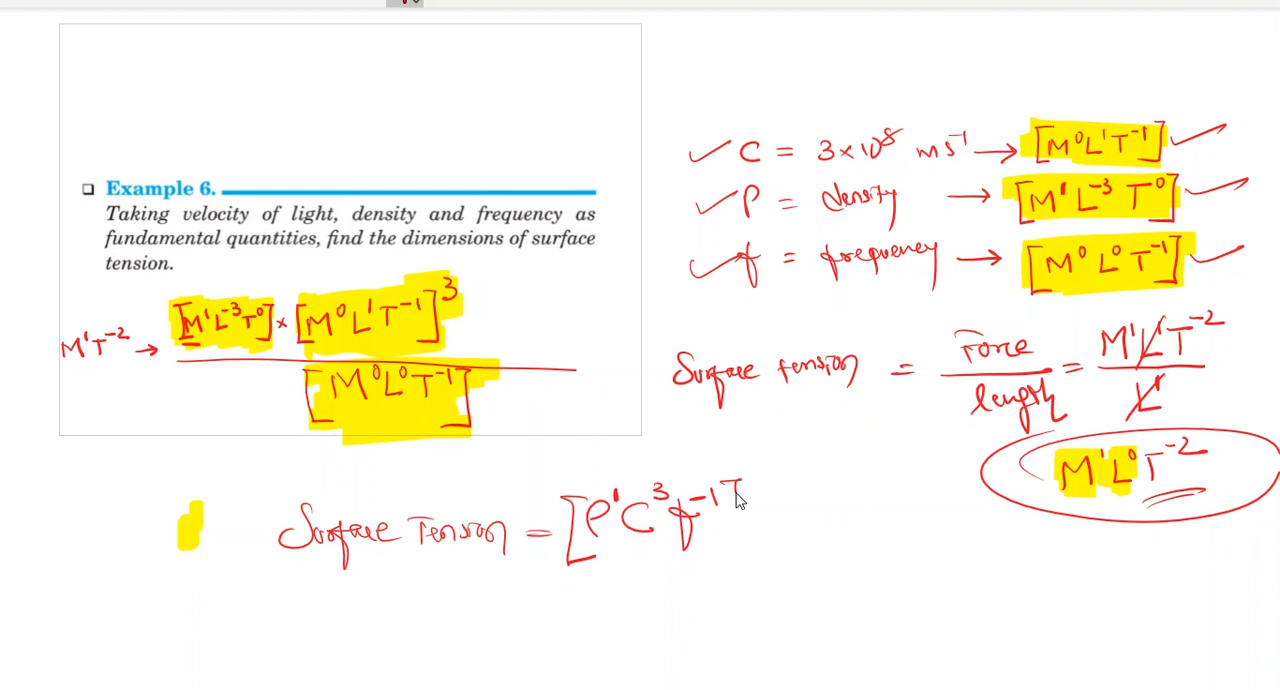 ❑ Example 6.
Taking velocity of light, density and frequency as
fundamental quantities, find the dimensions of surface
tension.
M¹T⁻² → [M¹L⁻³T⁰] × [M⁰L¹T⁻¹]³
[M⁰L⁰T⁻¹]
C = 3×10⁸ ms⁻¹ → [M⁰L¹T⁻¹]
ρ = density → [M¹L⁻³T⁰]
f = frequency → [M⁰L⁰T⁻¹]
Surface tension = Force / length = M¹L¹T⁻² / L¹
M¹L⁰T⁻²
Surface Tension = [ρ¹C³f⁻¹]